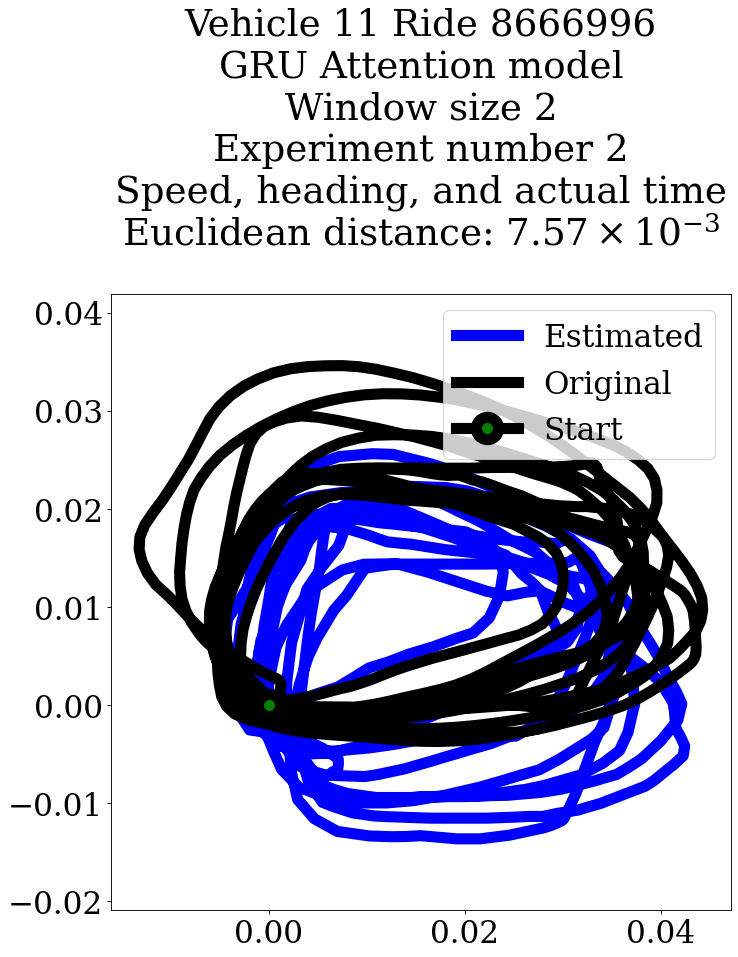 Vehicle 11 Ride 8666996
GRU Attention model
Window size 2
Experiment number 2
Speed, heading, and actual time
Euclidean distance: 7.57 × 10⁻³
Estimated
Original
Start
0.04
0.03
0.02
0.01
0.00
−0.01
−0.02
0.00 0.02 0.04